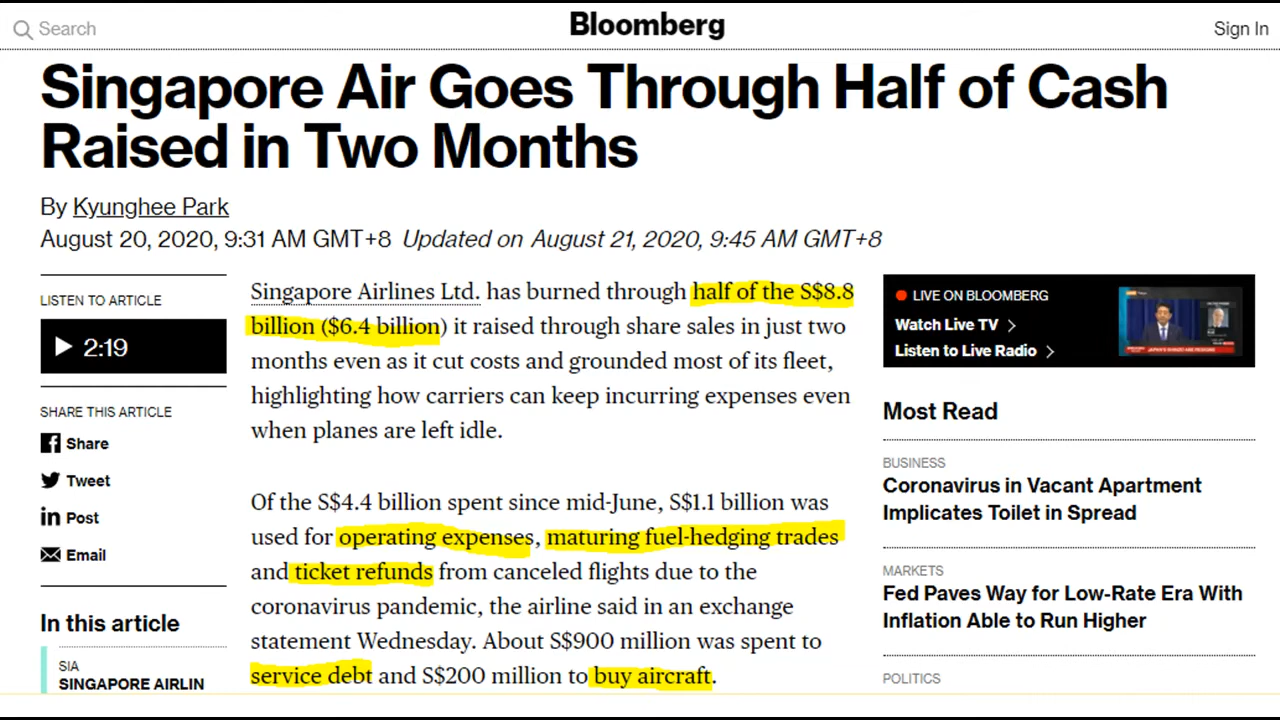 Search
Bloomberg
Sign In
Singapore Air Goes Through Half of Cash
Raised in Two Months
By Kyunghee Park
August 20, 2020, 9:31 AM GMT+8 Updated on August 21, 2020, 9:45 AM GMT+8
LISTEN TO ARTICLE
2:19
SHARE THIS ARTICLE
Share
Tweet
Post
Email
In this article
SIA
SINGAPORE AIRLIN
Singapore Airlines Ltd. has burned through half of the S$8.8
billion ($6.4 billion) it raised through share sales in just two
months even as it cut costs and grounded most of its fleet,
highlighting how carriers can keep incurring expenses even
when planes are left idle.
Of the S$4.4 billion spent since mid-June, S$1.1 billion was
used for operating expenses, maturing fuel-hedging trades
and ticket refunds from canceled flights due to the
coronavirus pandemic, the airline said in an exchange
statement Wednesday. About S$900 million was spent to
service debt and S$200 million to buy aircraft.
LIVE ON BLOOMBERG
Watch Live TV
Listen to Live Radio
Most Read
BUSINESS
Coronavirus in Vacant Apartment
Implicates Toilet in Spread
MARKETS
Fed Paves Way for Low-Rate Era With
Inflation Able to Run Higher
POLITICS